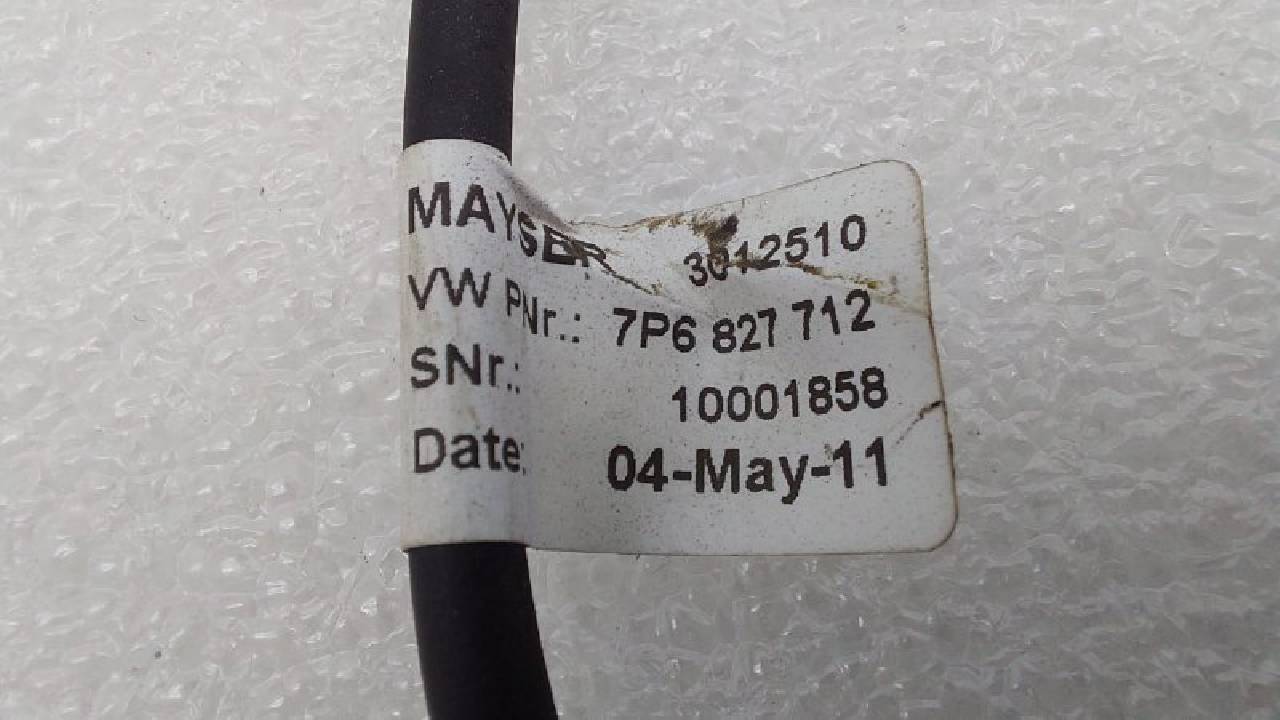 MAYSER 3012510
VW PNr.: 7P6 827 712
SNr.: 10001858
Date: 04-May-11